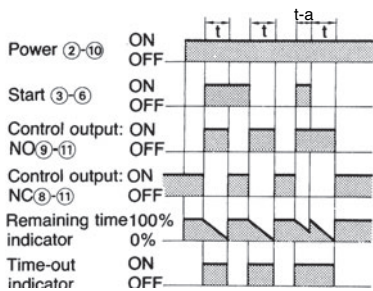 t-a
t t t
Power ②-⑩ ON
OFF
Start ③-⑥ ON
OFF
Control output: ON
NO⑨-⑪ OFF
Control output: ON
NC⑧-⑪ OFF
Remaining time 100%
indicator 0%
Time-out ON
indicator OFF